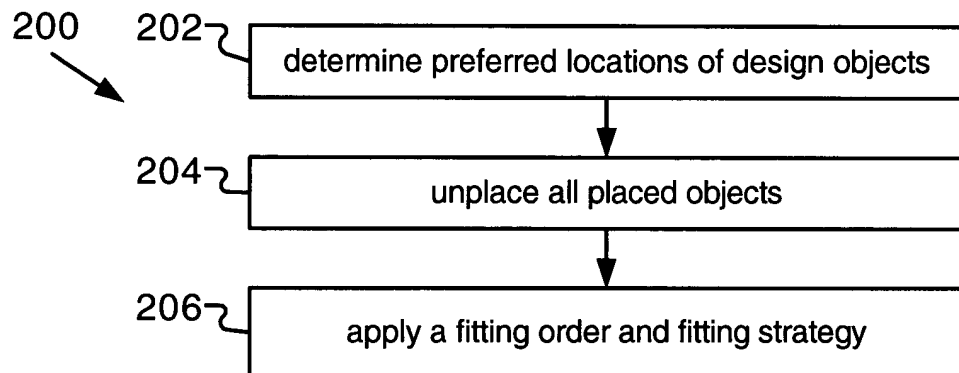 200
202
determine preferred locations of design objects
204
unplace all placed objects
206
apply a fitting order and fitting strategy